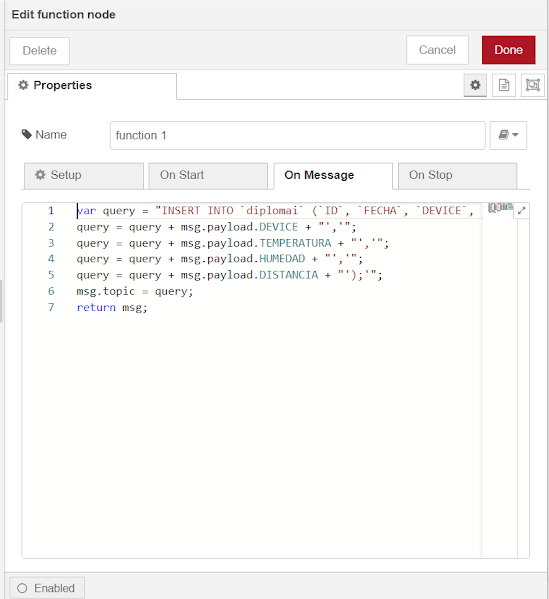 Edit function node
Delete Cancel Done
Properties
Name function 1
Setup On Start On Message On Stop
1 var query = "INSERT INTO `diplomai` (`ID`, `FECHA`, `DEVICE`,
2 query = query + msg.payload.DEVICE + "','";
3 query = query + msg.payload.TEMPERATURA + "','";
4 query = query + msg.payload.HUMEDAD + "','";
5 query = query + msg.payload.DISTANCIA + "');'";
6 msg.topic = query;
7 return msg;
Enabled